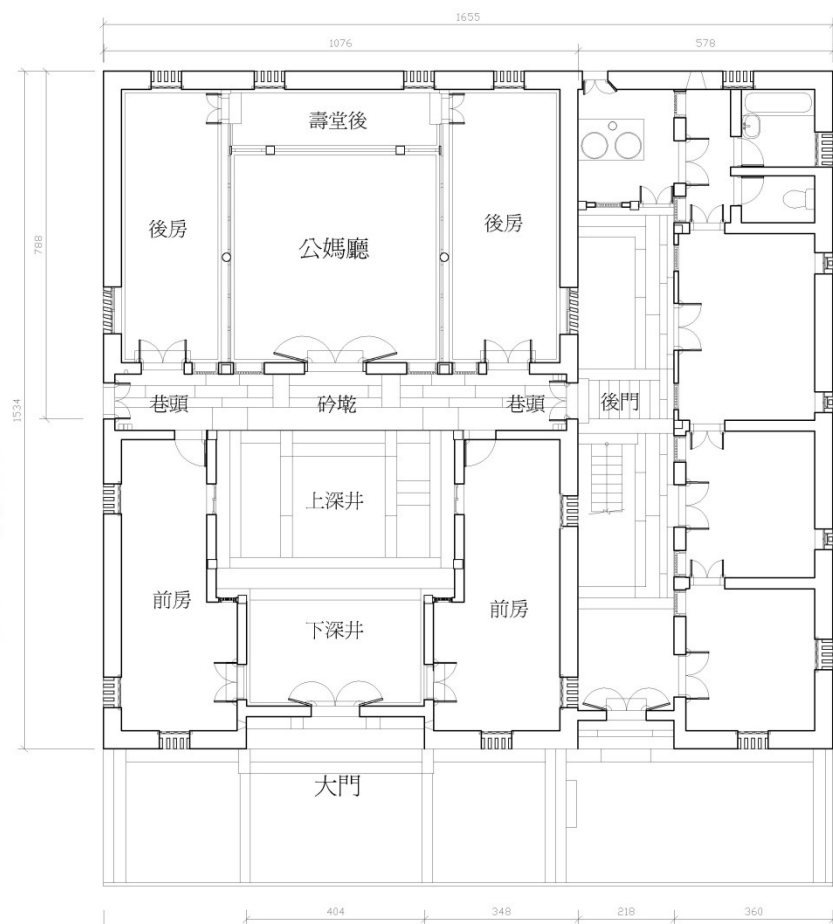 1655
1076 578
壽堂後
後房 公媽廳 後房
788
1534
巷頭 砛墘 巷頭 後門
上深井
前房 前房
下深井
大門
404 348 218 360